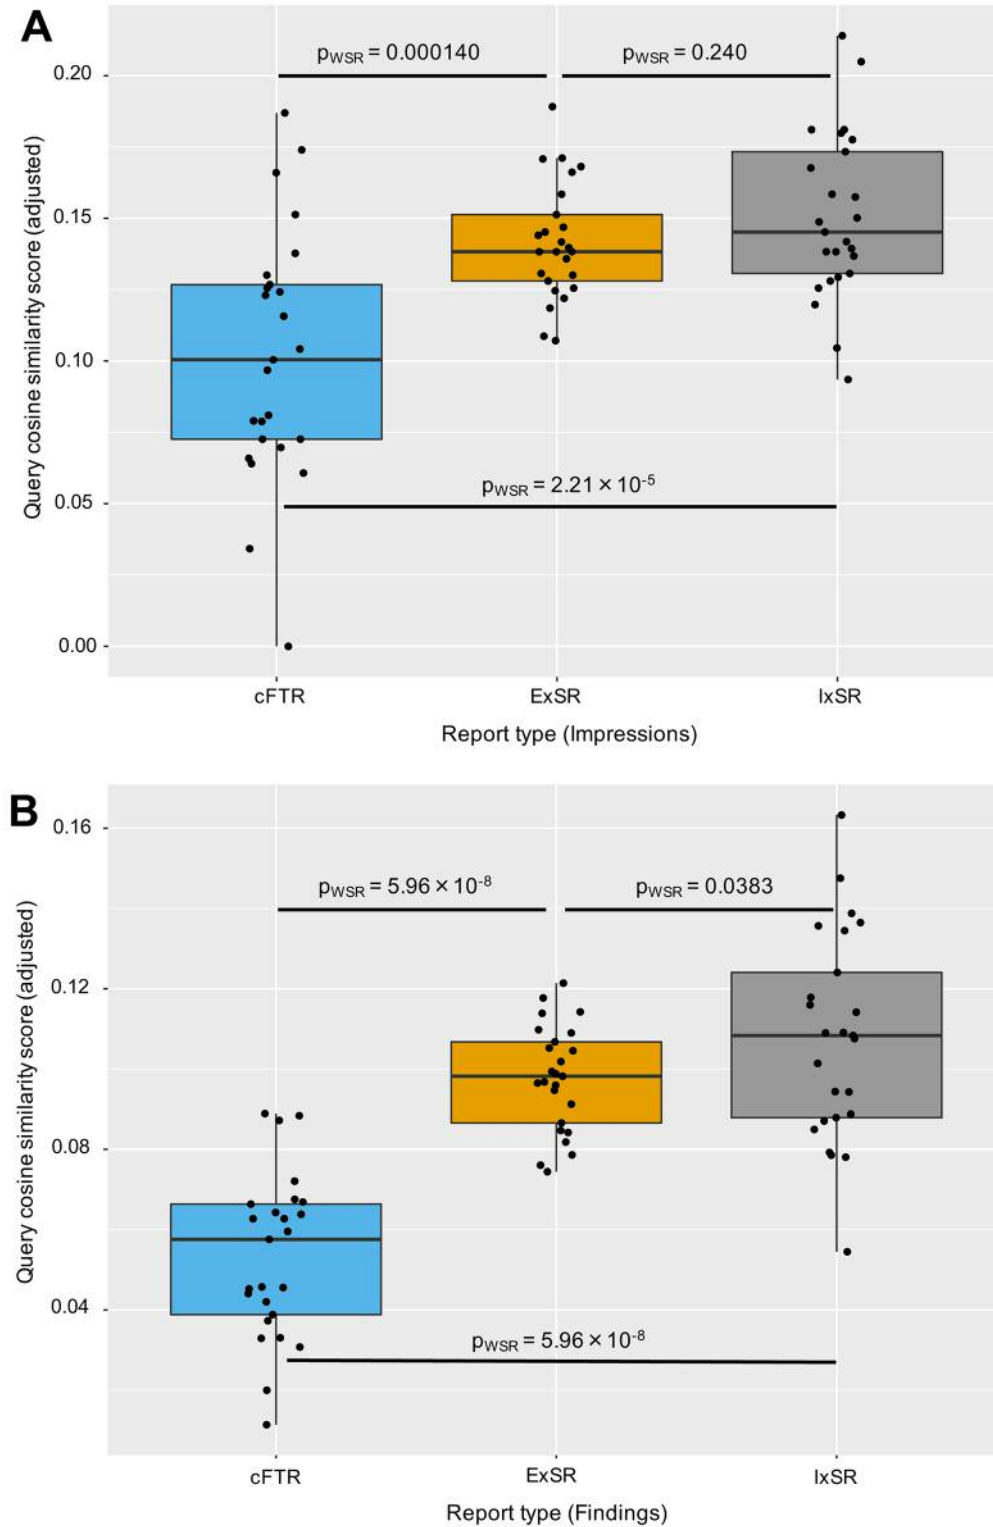 A
pWSR = 0.000140
pWSR = 0.240
0.20
0.15
0.10
0.05
0.00
Query cosine similarity score (adjusted)
pWSR = 2.21 × 10-5
cFTR
ExSR
IxSR
Report type (Impressions)
B
0.16
0.12
0.08
0.04
Query cosine similarity score (adjusted)
pWSR = 5.96 × 10-8
pWSR = 0.0383
pWSR = 5.96 × 10-8
cFTR
ExSR
IxSR
Report type (Findings)